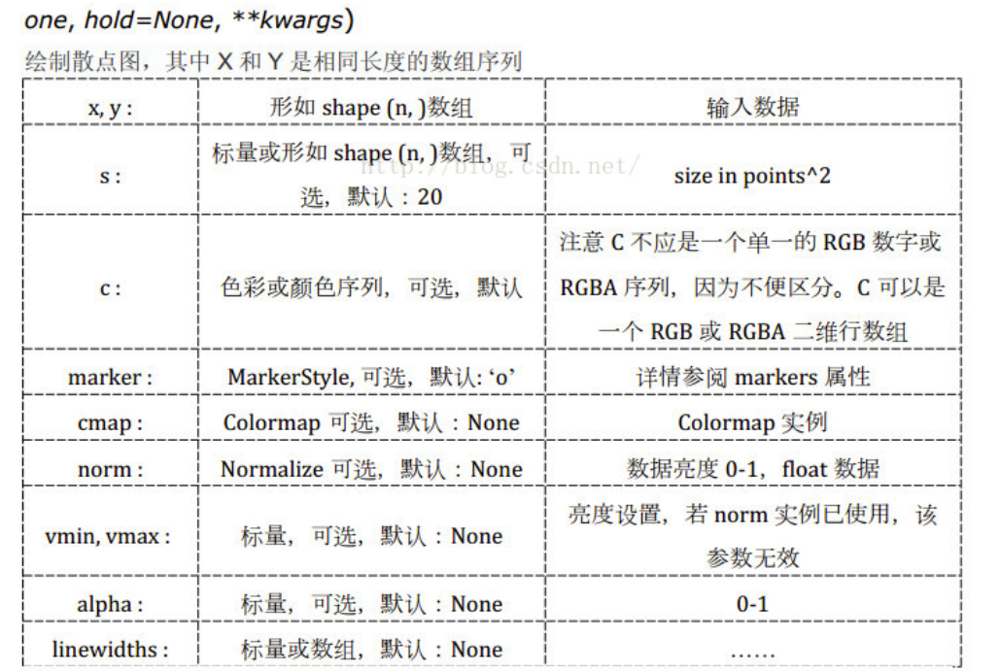 one, hold=None, **kwargs)
绘制散点图，其中 X 和 Y 是相同长度的数组序列
x, y : 形如 shape (n, )数组 输入数据
s : 标量或形如 shape (n, )数组，可选，默认：20 size in points^2
http://blog.csdn.net/
c : 色彩或颜色序列，可选，默认 注意 C 不应是一个单一的 RGB 数字或 RGBA 序列，因为不便区分。C 可以是一个 RGB 或 RGBA 二维行数组
marker : MarkerStyle, 可选，默认: ‘o’ 详情参阅 markers 属性
cmap : Colormap 可选，默认：None Colormap 实例
norm : Normalize 可选，默认：None 数据亮度 0-1，float 数据
vmin, vmax : 标量，可选，默认：None 亮度设置，若 norm 实例已使用，该参数无效
alpha : 标量，可选，默认：None 0-1
linewidths : 标量或数组，默认：None ......